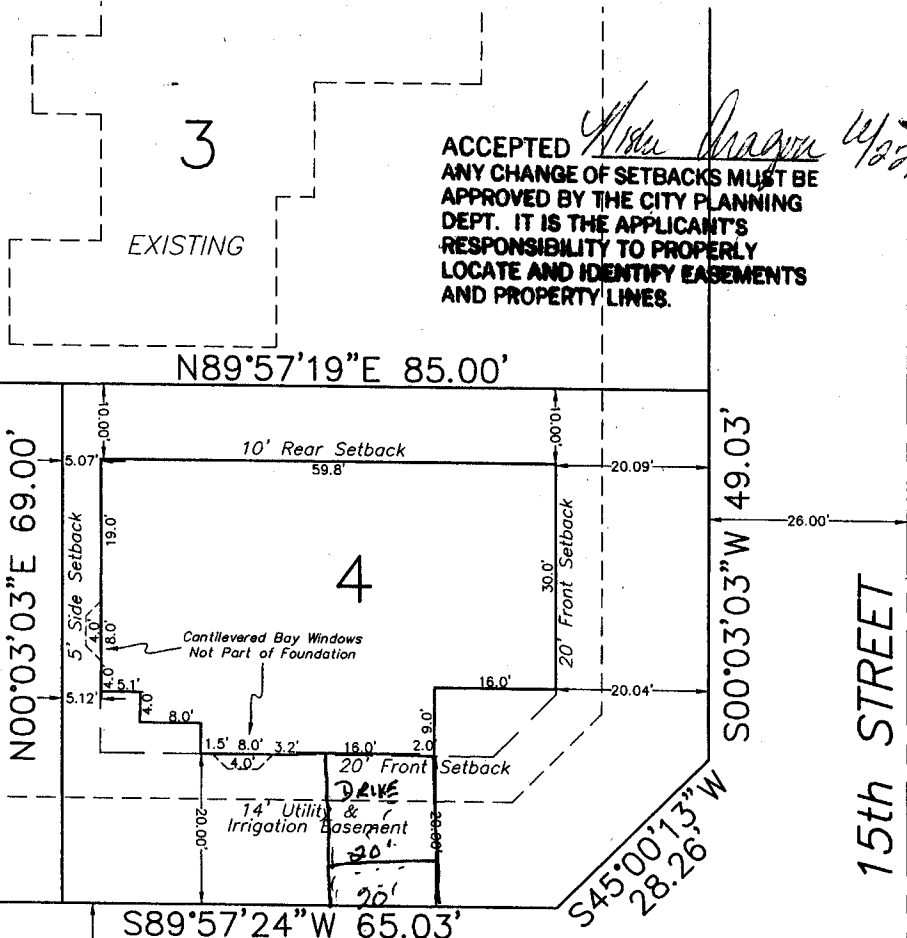 3
EXISTING
ACCEPTED
ANY CHANGE OF SETBACKS MUST BE
APPROVED BY THE CITY PLANNING
DEPT. IT IS THE APPLICANT'S
RESPONSIBILITY TO PROPERLY
LOCATE AND IDENTIFY EASEMENTS
AND PROPERTY LINES.
N89°57'19"E 85.00'
10.00'
10.00'
10' Rear Setback
5.07'
59.8'
20.09'
N00°03'03"E 69.00'
5' Side Setback
19.0'
4
30.0'
20' Front Setback
26.00'
S00°03'03"W 49.03'
15th STREET
4.0'
8.0'
Cantilevered Bay Windows
Not Part of Foundation
4.0'
5.12'
5.1'
4.0
8.0'
16.0'
20.04'
9.0'
1.5' 8.0' 3.2' 16.0' 2.0
4.0'
20' Front Setback
DRIVE
14' Utility &
Irrigation Easement
20.00'
20.00'
20'
20'
S45°00'13"W
28.26'
S89°57'24"W 65.03'